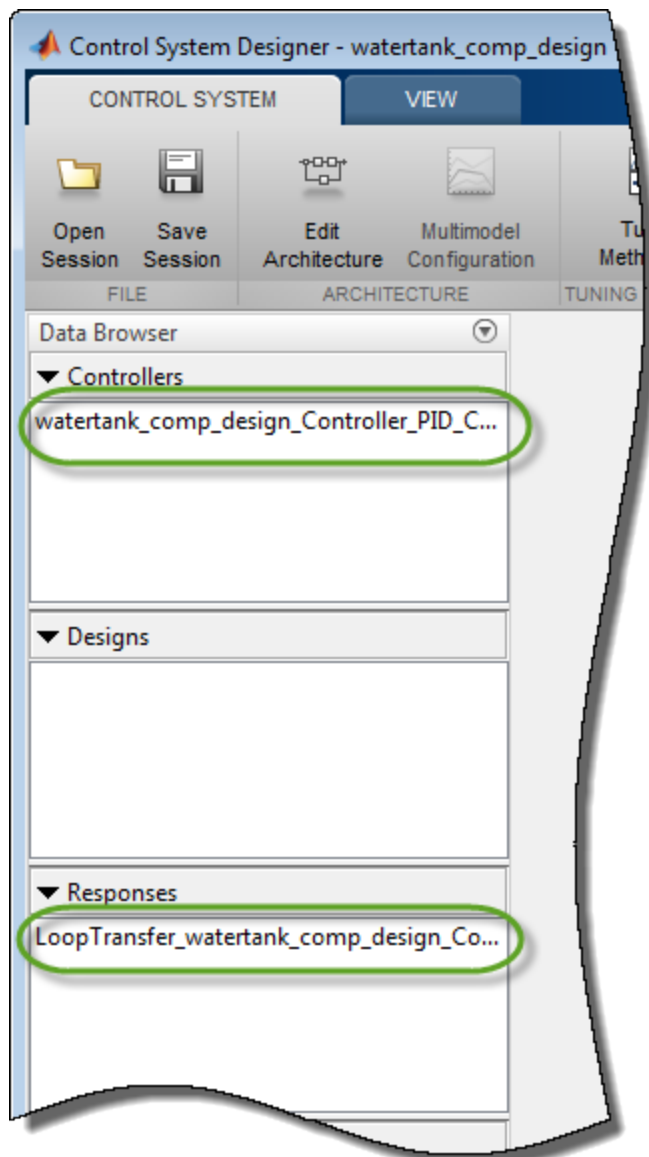 Control System Designer - watertank_comp_design
CONTROL SYSTEM VIEW
Open Save Edit Multimodel
Session Session Architecture Configuration
FILE ARCHITECTURE TUNING
Data Browser
Controllers
watertank_comp_design_Controller_PID_C...
Designs
Responses
LoopTransfer_watertank_comp_design_Co...